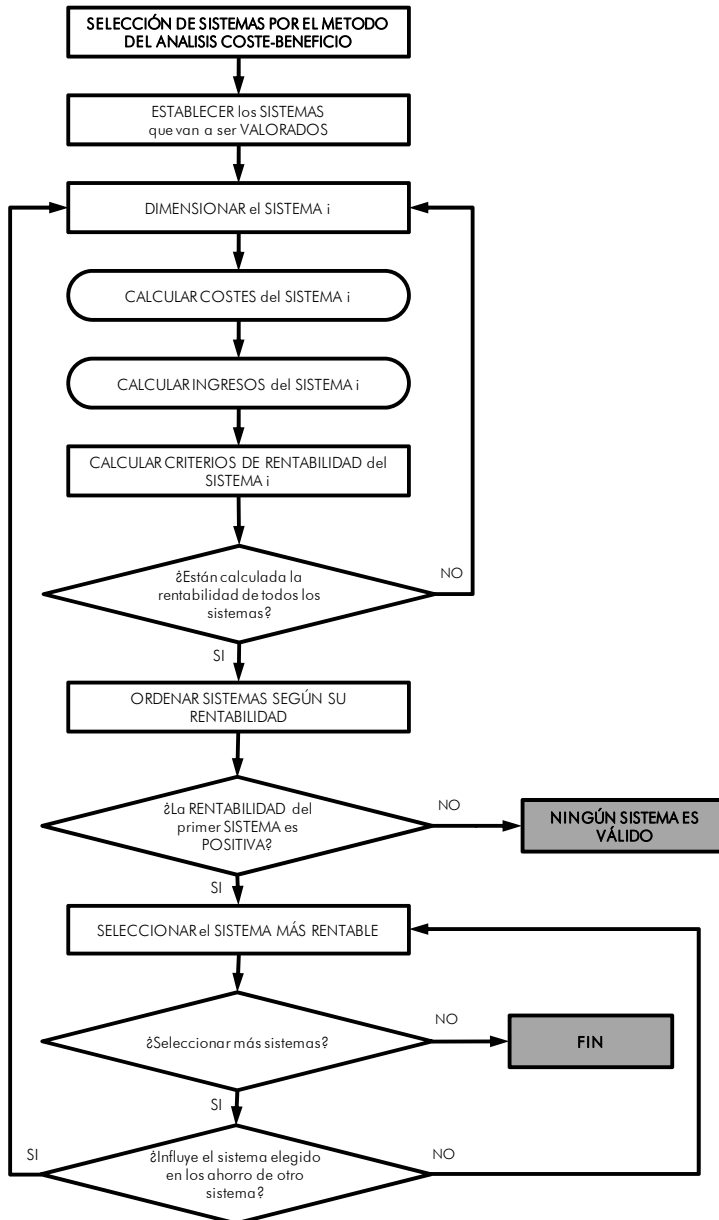 SELECCIÓN DE SISTEMAS POR EL METODO
DEL ANALISIS COSTE-BENEFICIO
ESTABLECER los SISTEMAS
que van a ser VALORADOS
DIMENSIONAR el SISTEMA i
CALCULAR COSTES del SISTEMA i
CALCULAR INGRESOS del SISTEMA i
CALCULAR CRITERIOS DE RENTABILIDAD del
SISTEMA i
¿Están calculada la
rentabilidad de todos los
sistemas?
NO
SI
ORDENAR SISTEMAS SEGÚN SU
RENTABILIDAD
¿La RENTABILIDAD del
primer SISTEMA es
POSITIVA?
NO
NINGÚN SISTEMA ES
VÁLIDO
SI
SELECCIONAR el SISTEMA MÁS RENTABLE
¿Seleccionar más sistemas?
NO
FIN
SI
¿Influye el sistema elegido
en los ahorro de otro
sistema?
SI
NO